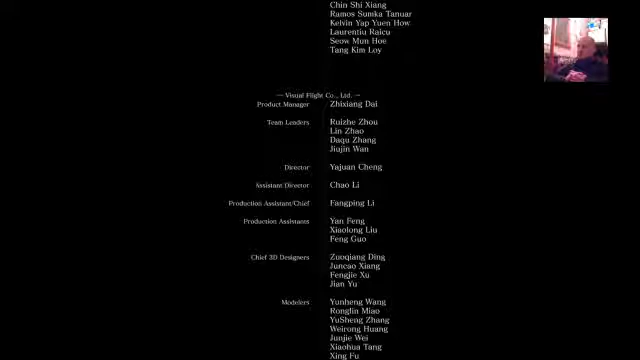 Chin Shi Xiang
Ramos Sumka Tanuar
Kelvin Yap Yuen How
Laurentiu Raicu
Seow Mun Hoe
Tang Kim Loy
— Visual Flight Co., Ltd. —
Product Manager Zhixiang Dai
Team Leaders Ruizhe Zhou
Lin Zhao
Daqu Zhang
Jiujin Wan
Director Yajuan Cheng
Assistant Director Chao Li
Production Assistant/Chief Fangping Li
Production Assistants Yan Feng
Xiaolong Liu
Feng Guo
Chief 3D Designers Zuoqiang Ding
Juncao Xiang
Fengjie Xu
Jian Yu
Modelers Yunheng Wang
Ronglin Miao
YuSheng Zhang
Weirong Huang
Junjie Wei
Xiaohua Tang
Xing Fu